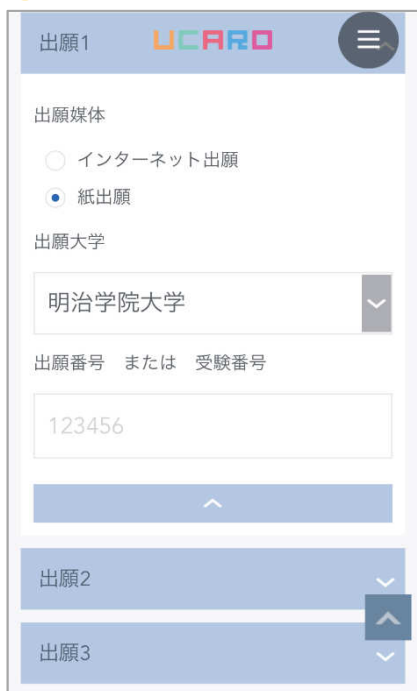 出願1
UCARO
出願媒体
インターネット出願
紙出願
出願大学
明治学院大学
出願番号　または　受験番号
123456
出願2
出願3